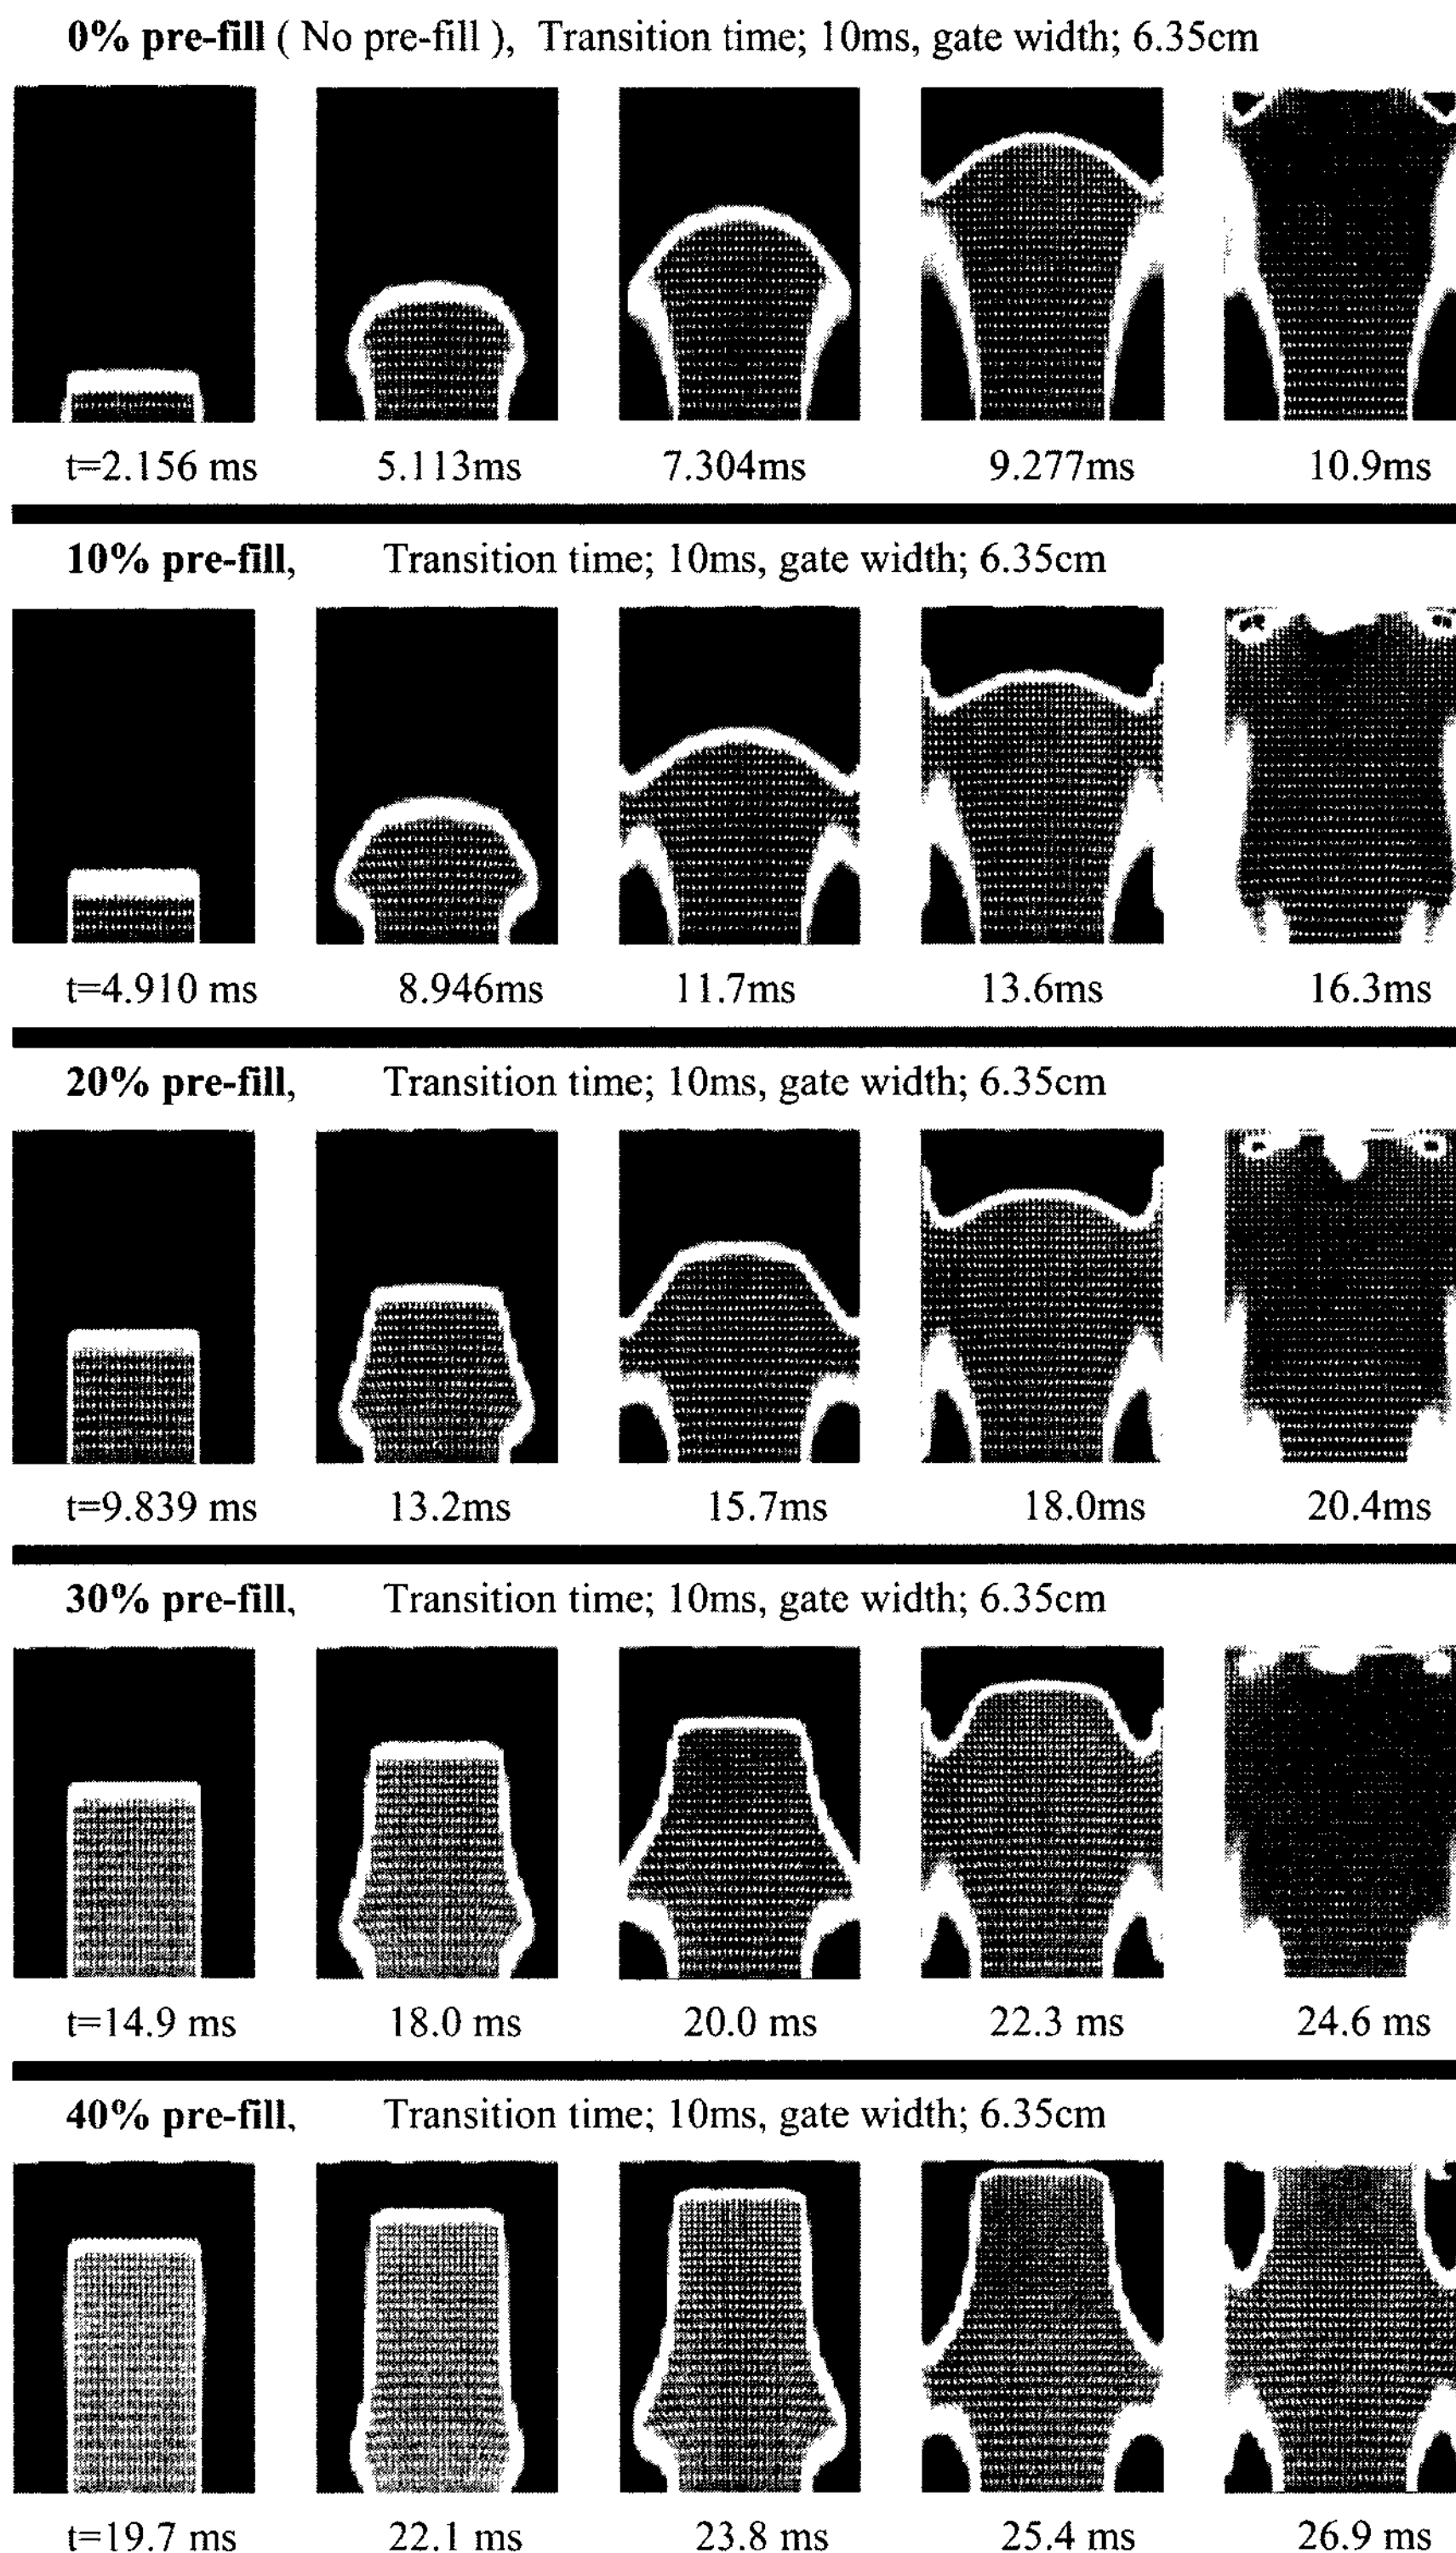 0% pre-fill ( No pre-fill ), Transition time; 10ms, gate width; 6.35cm
t=2.156 ms 5.113ms 7.304ms 9.277ms 10.9ms
10% pre-fill, Transition time; 10ms, gate width; 6.35cm
t=4.910 ms 8.946ms 11.7ms 13.6ms 16.3ms
20% pre-fill, Transition time; 10ms, gate width; 6.35cm
t=9.839 ms 13.2ms 15.7ms 18.0ms 20.4ms
30% pre-fill, Transition time; 10ms, gate width; 6.35cm
t=14.9 ms 18.0 ms 20.0 ms 22.3 ms 24.6 ms
40% pre-fill, Transition time; 10ms, gate width; 6.35cm
t=19.7 ms 22.1 ms 23.8 ms 25.4 ms 26.9 ms